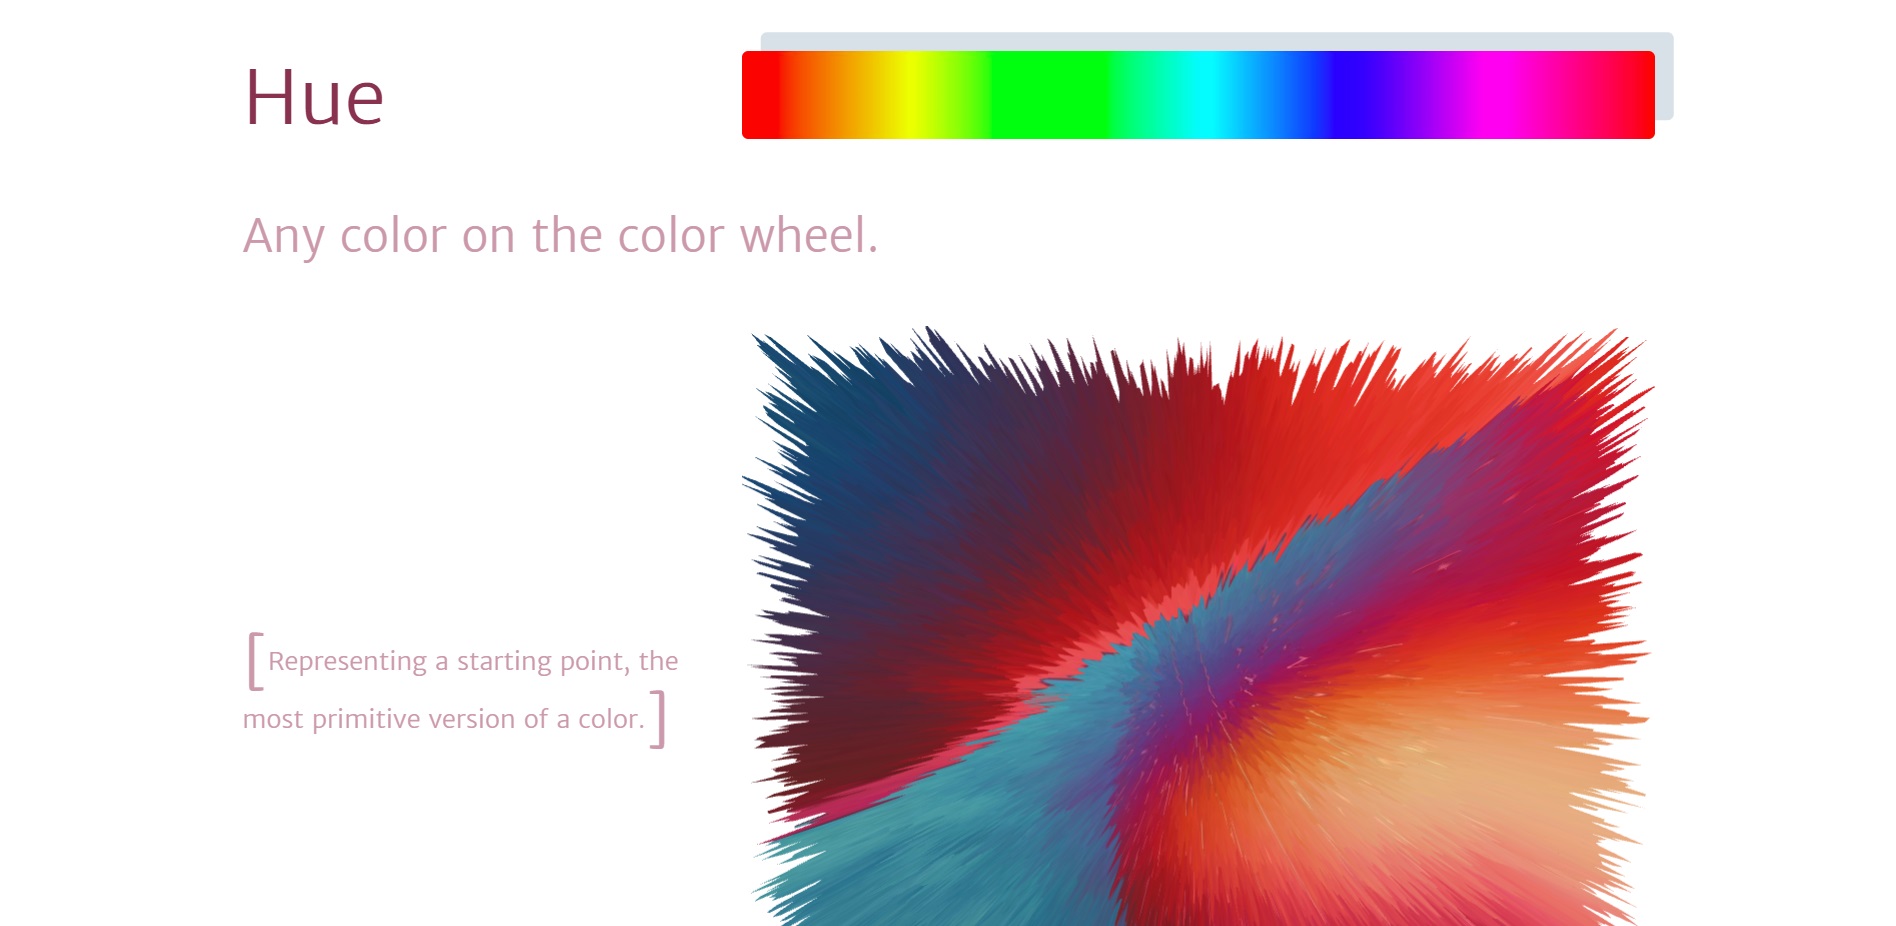 Hue
Any color on the color wheel.
[Representing a starting point, the
most primitive version of a color.]